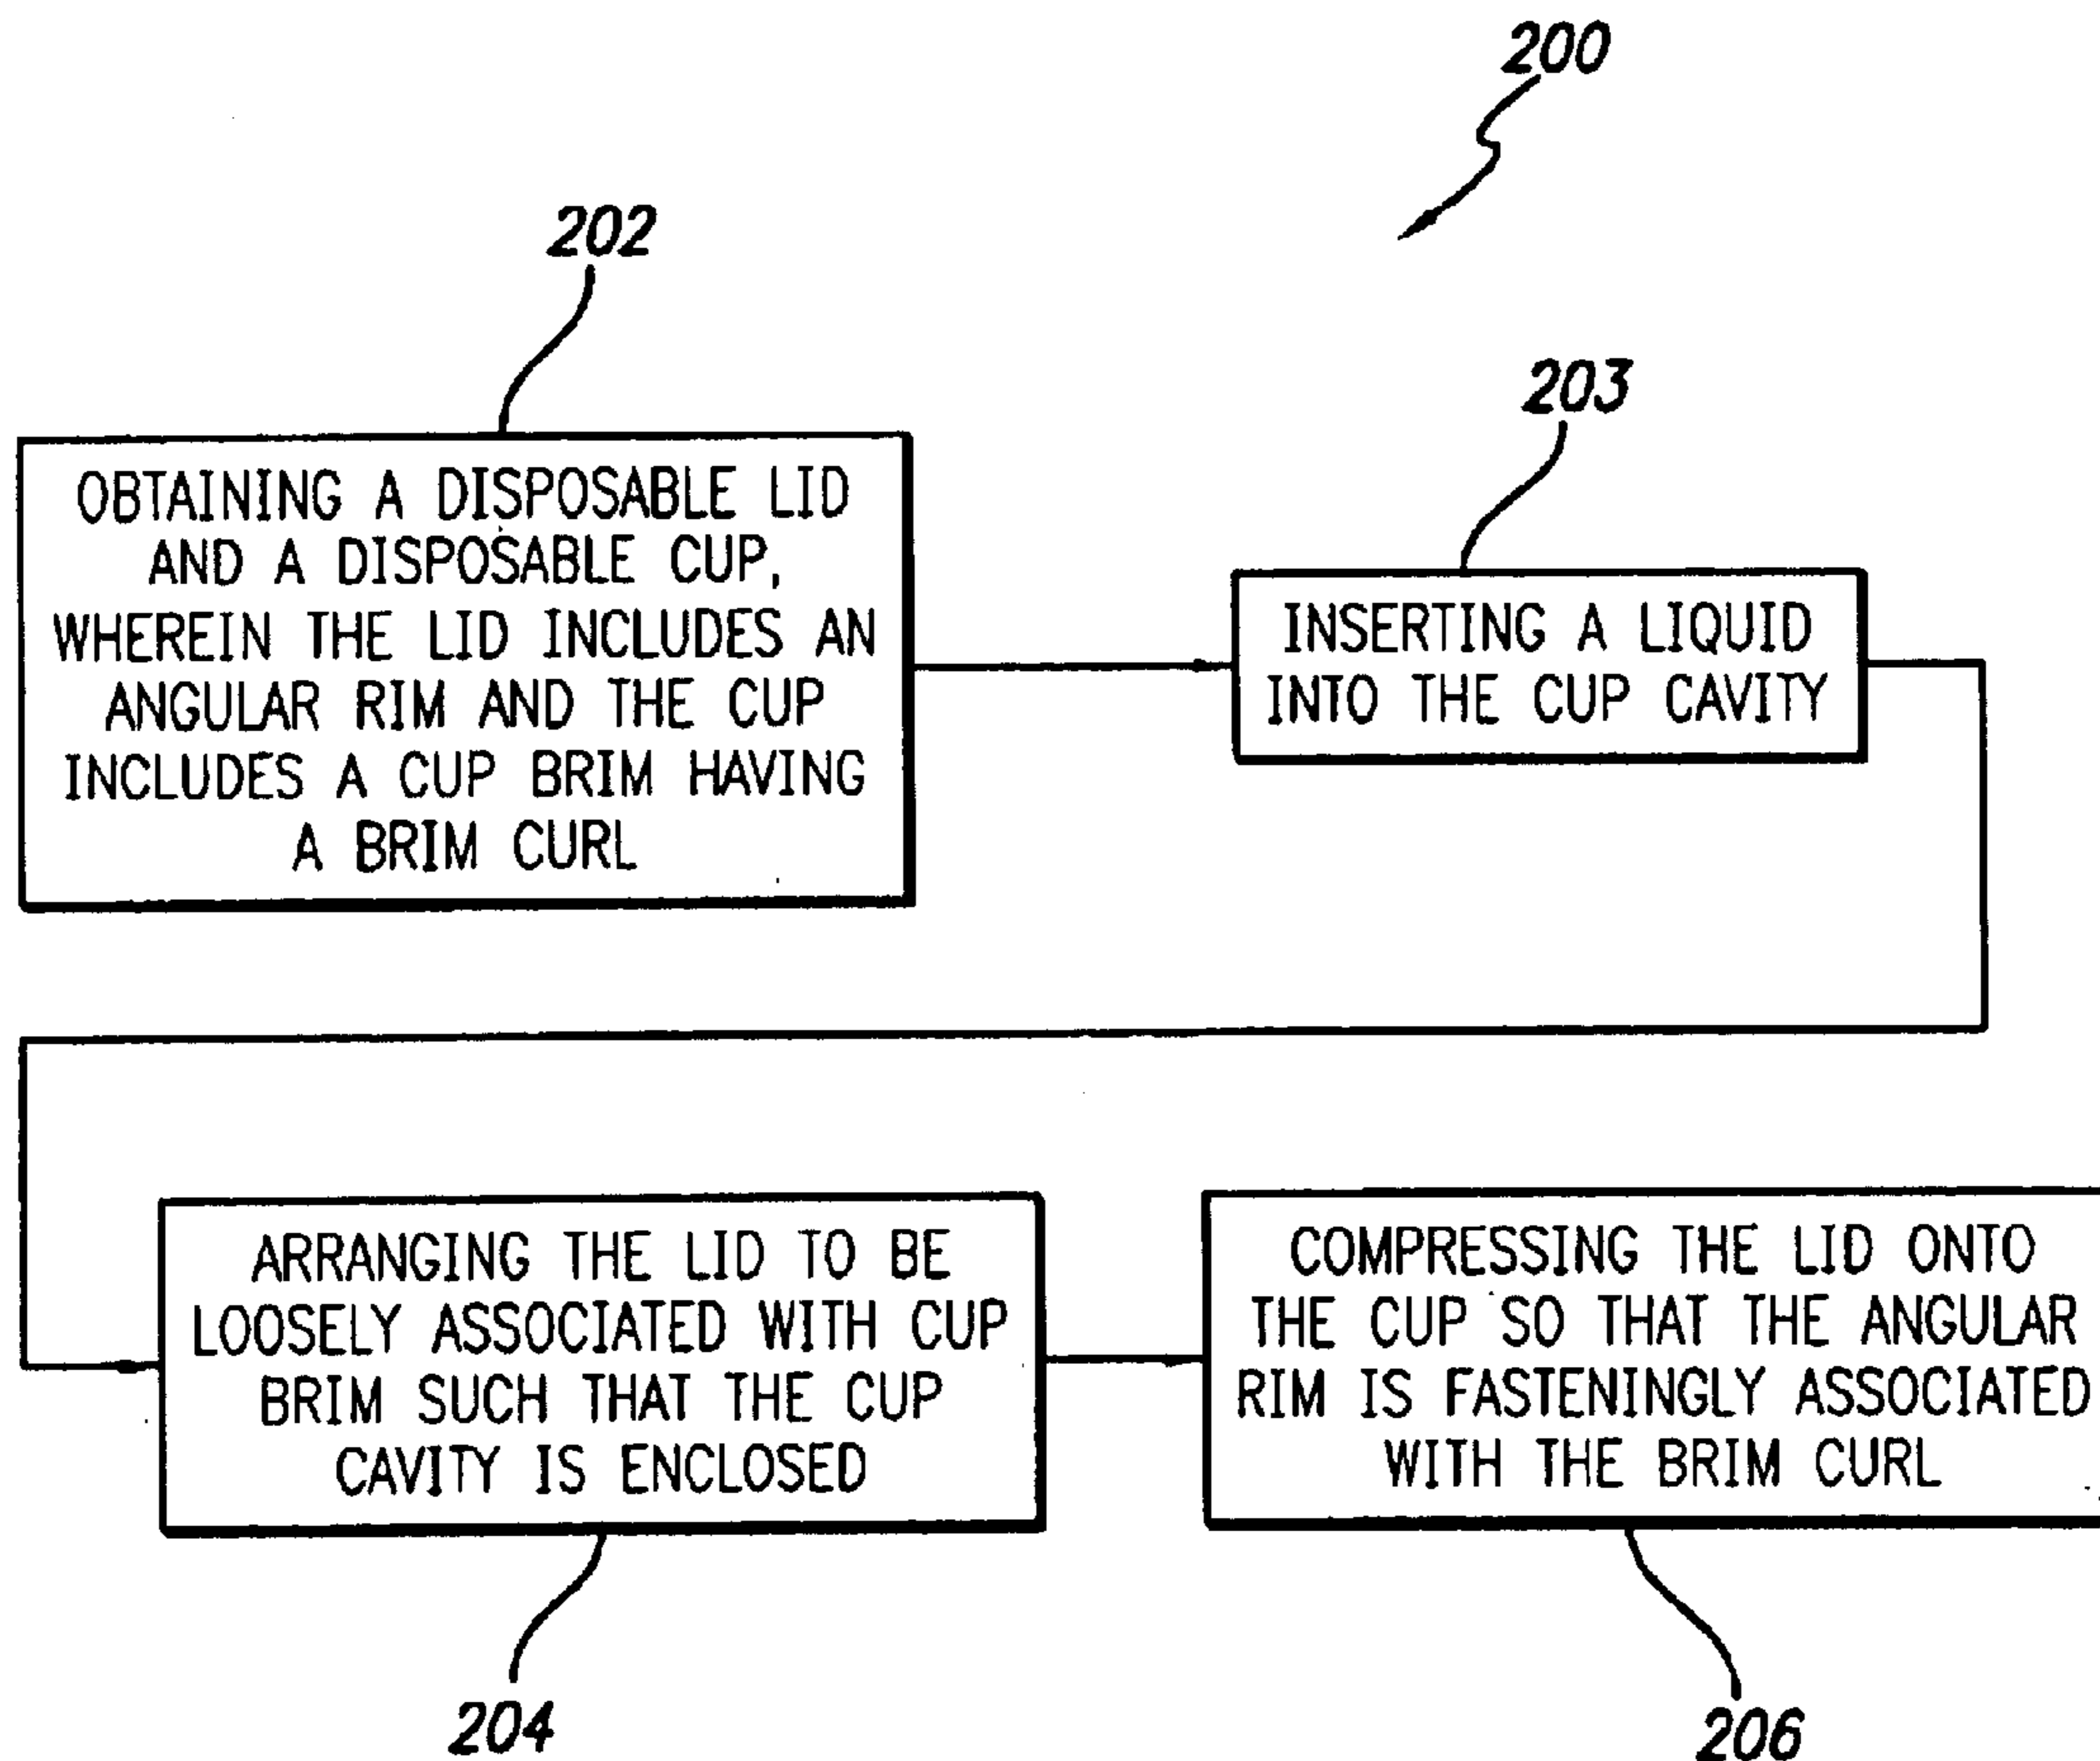 200
202
203
OBTAINING A DISPOSABLE LID
AND A DISPOSABLE CUP,
WHEREIN THE LID INCLUDES AN
ANGULAR RIM AND THE CUP
INCLUDES A CUP BRIM HAVING
A BRIM CURL
INSERTING A LIQUID
INTO THE CUP CAVITY
ARRANGING THE LID TO BE
LOOSELY ASSOCIATED WITH CUP
BRIM SUCH THAT THE CUP
CAVITY IS ENCLOSED
COMPRESSING THE LID ONTO
THE CUP SO THAT THE ANGULAR
RIM IS FASTENINGLY ASSOCIATED
WITH THE BRIM CURL
204
206